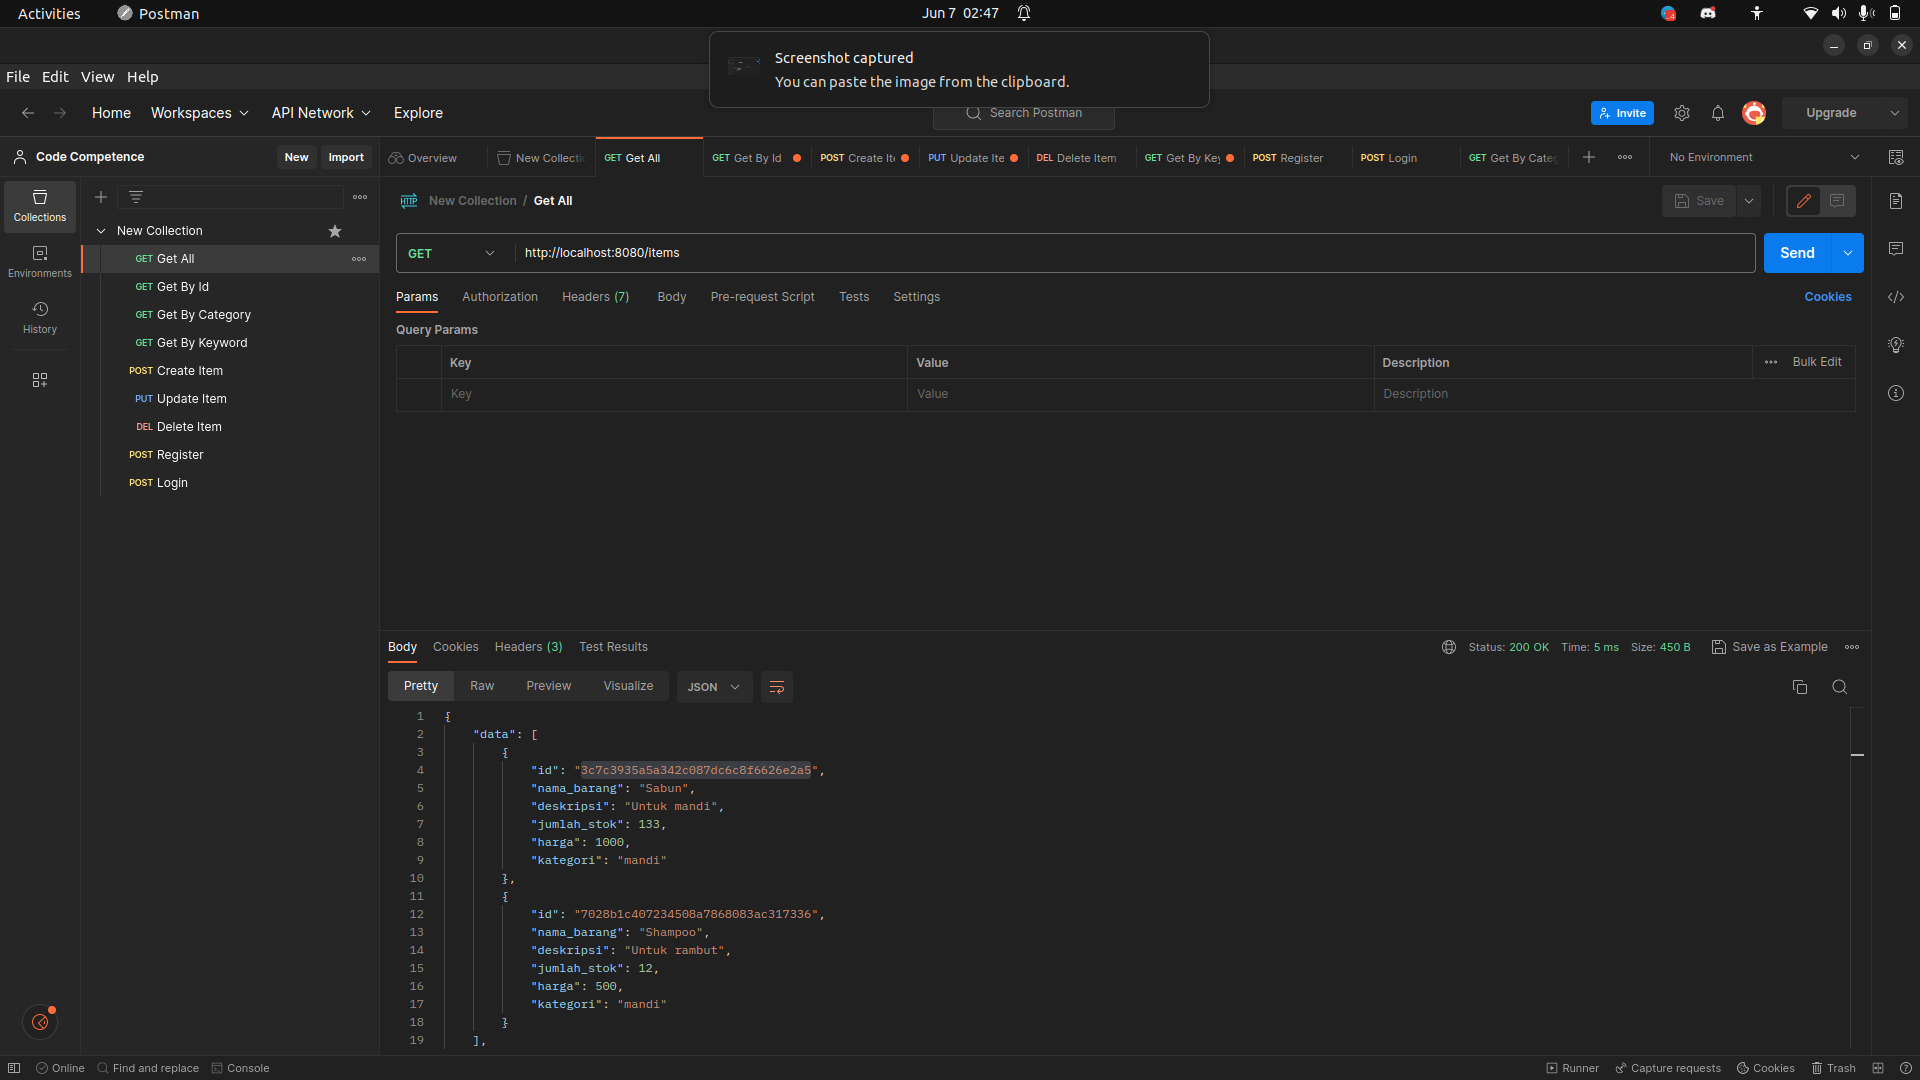 Activities Postman Jun 7 02:47
Screenshot captured
You can paste the image from the clipboard.
File Edit View Help
Home Workspaces API Network Explore Search Postman Invite Upgrade
Code Competence New Import
Overview New Collecti GET Get All GET Get By Id POST Create Ite PUT Update Ite DEL Delete Item GET Get By Key POST Register POST Login GET Get By Categ No Environment
Collections
Environments
History
New Collection
GET Get All
GET Get By Id
GET Get By Category
GET Get By Keyword
POST Create Item
PUT Update Item
DEL Delete Item
POST Register
POST Login
HTTP New Collection / Get All Save
GET http://localhost:8080/items Send
Params Authorization Headers (7) Body Pre-request Script Tests Settings Cookies
Query Params
Key Value Description Bulk Edit
Key Value Description
Body Cookies Headers (3) Test Results Status: 200 OK Time: 5 ms Size: 450 B Save as Example
Pretty Raw Preview Visualize JSON
1 {
2 "data": [
3 {
4 "id": "3c7c3935a5a342c087dc6c8f6626e2a5",
5 "nama_barang": "Sabun",
6 "deskripsi": "Untuk mandi",
7 "jumlah_stok": 133,
8 "harga": 1000,
9 "kategori": "mandi"
10 },
11 {
12 "id": "7028b1c407234508a7868083ac317336",
13 "nama_barang": "Shampoo",
14 "deskripsi": "Untuk rambut",
15 "jumlah_stok": 12,
16 "harga": 500,
17 "kategori": "mandi"
18 }
19 ],
Online Find and replace Console Runner Capture requests Cookies Trash